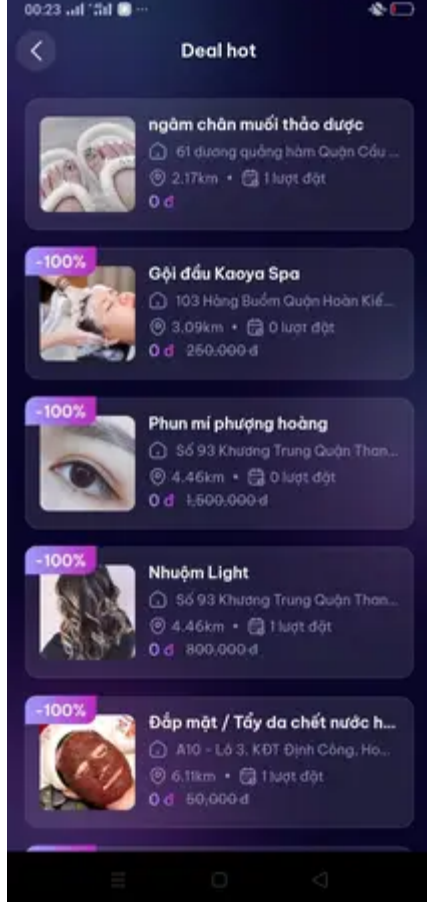 00:23
Deal hot
ngâm chân muối thảo dược
61 dương quảng hàm Quận Cầu ...
2.17km • 1 lượt đặt
0 đ
-100%
Gội đầu Kaoya Spa
103 Hàng Buồm Quận Hoàn Kiế...
3.09km • 0 lượt đặt
0 đ 250,000 đ
-100%
Phun mí phượng hoàng
Số 93 Khương Trung Quận Than...
4.46km • 0 lượt đặt
0 đ 1,500,000 đ
-100%
Nhuộm Light
Số 93 Khương Trung Quận Than...
4.46km • 1 lượt đặt
0 đ 800,000 đ
-100%
Đắp mặt / Tẩy da chết nước h...
A10 - Lô 3, KĐT Định Công, Ho...
6.11km • 1 lượt đặt
0 đ 50,000 đ